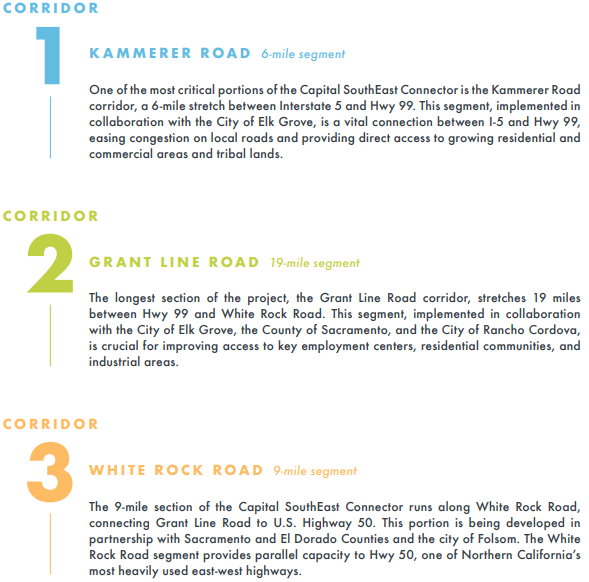 CORRIDOR
1
KAMMERER ROAD 6-mile segment
One of the most critical portions of the Capital SouthEast Connector is the Kammerer Road
corridor, a 6-mile stretch between Interstate 5 and Hwy 99. This segment, implemented in
collaboration with the City of Elk Grove, is a vital connection between I-5 and Hwy 99,
easing congestion on local roads and providing direct access to growing residential and
commercial areas and tribal lands.
CORRIDOR
2
GRANT LINE ROAD 19-mile segment
The longest section of the project, the Grant Line Road corridor, stretches 19 miles
between Hwy 99 and White Rock Road. This segment, implemented in collaboration
with the City of Elk Grove, the County of Sacramento, and the City of Rancho Cordova,
is crucial for improving access to key employment centers, residential communities, and
industrial areas.
CORRIDOR
3
WHITE ROCK ROAD 9-mile segment
The 9-mile section of the Capital SouthEast Connector runs along White Rock Road,
connecting Grant Line Road to U.S. Highway 50. This portion is being developed in
partnership with Sacramento and El Dorado Counties and the city of Folsom. The White
Rock Road segment provides parallel capacity to Hwy 50, one of Northern California’s
most heavily used east-west highways.